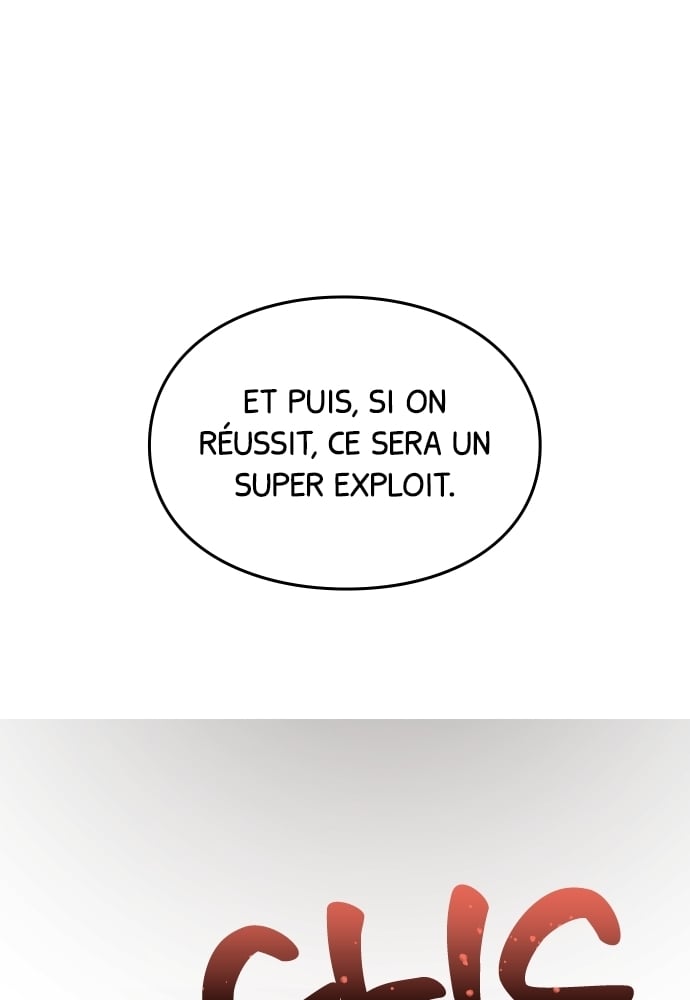 ET PUIS, SI ON
RÉUSSIT, CE SERA UN
SUPER EXPLOIT.